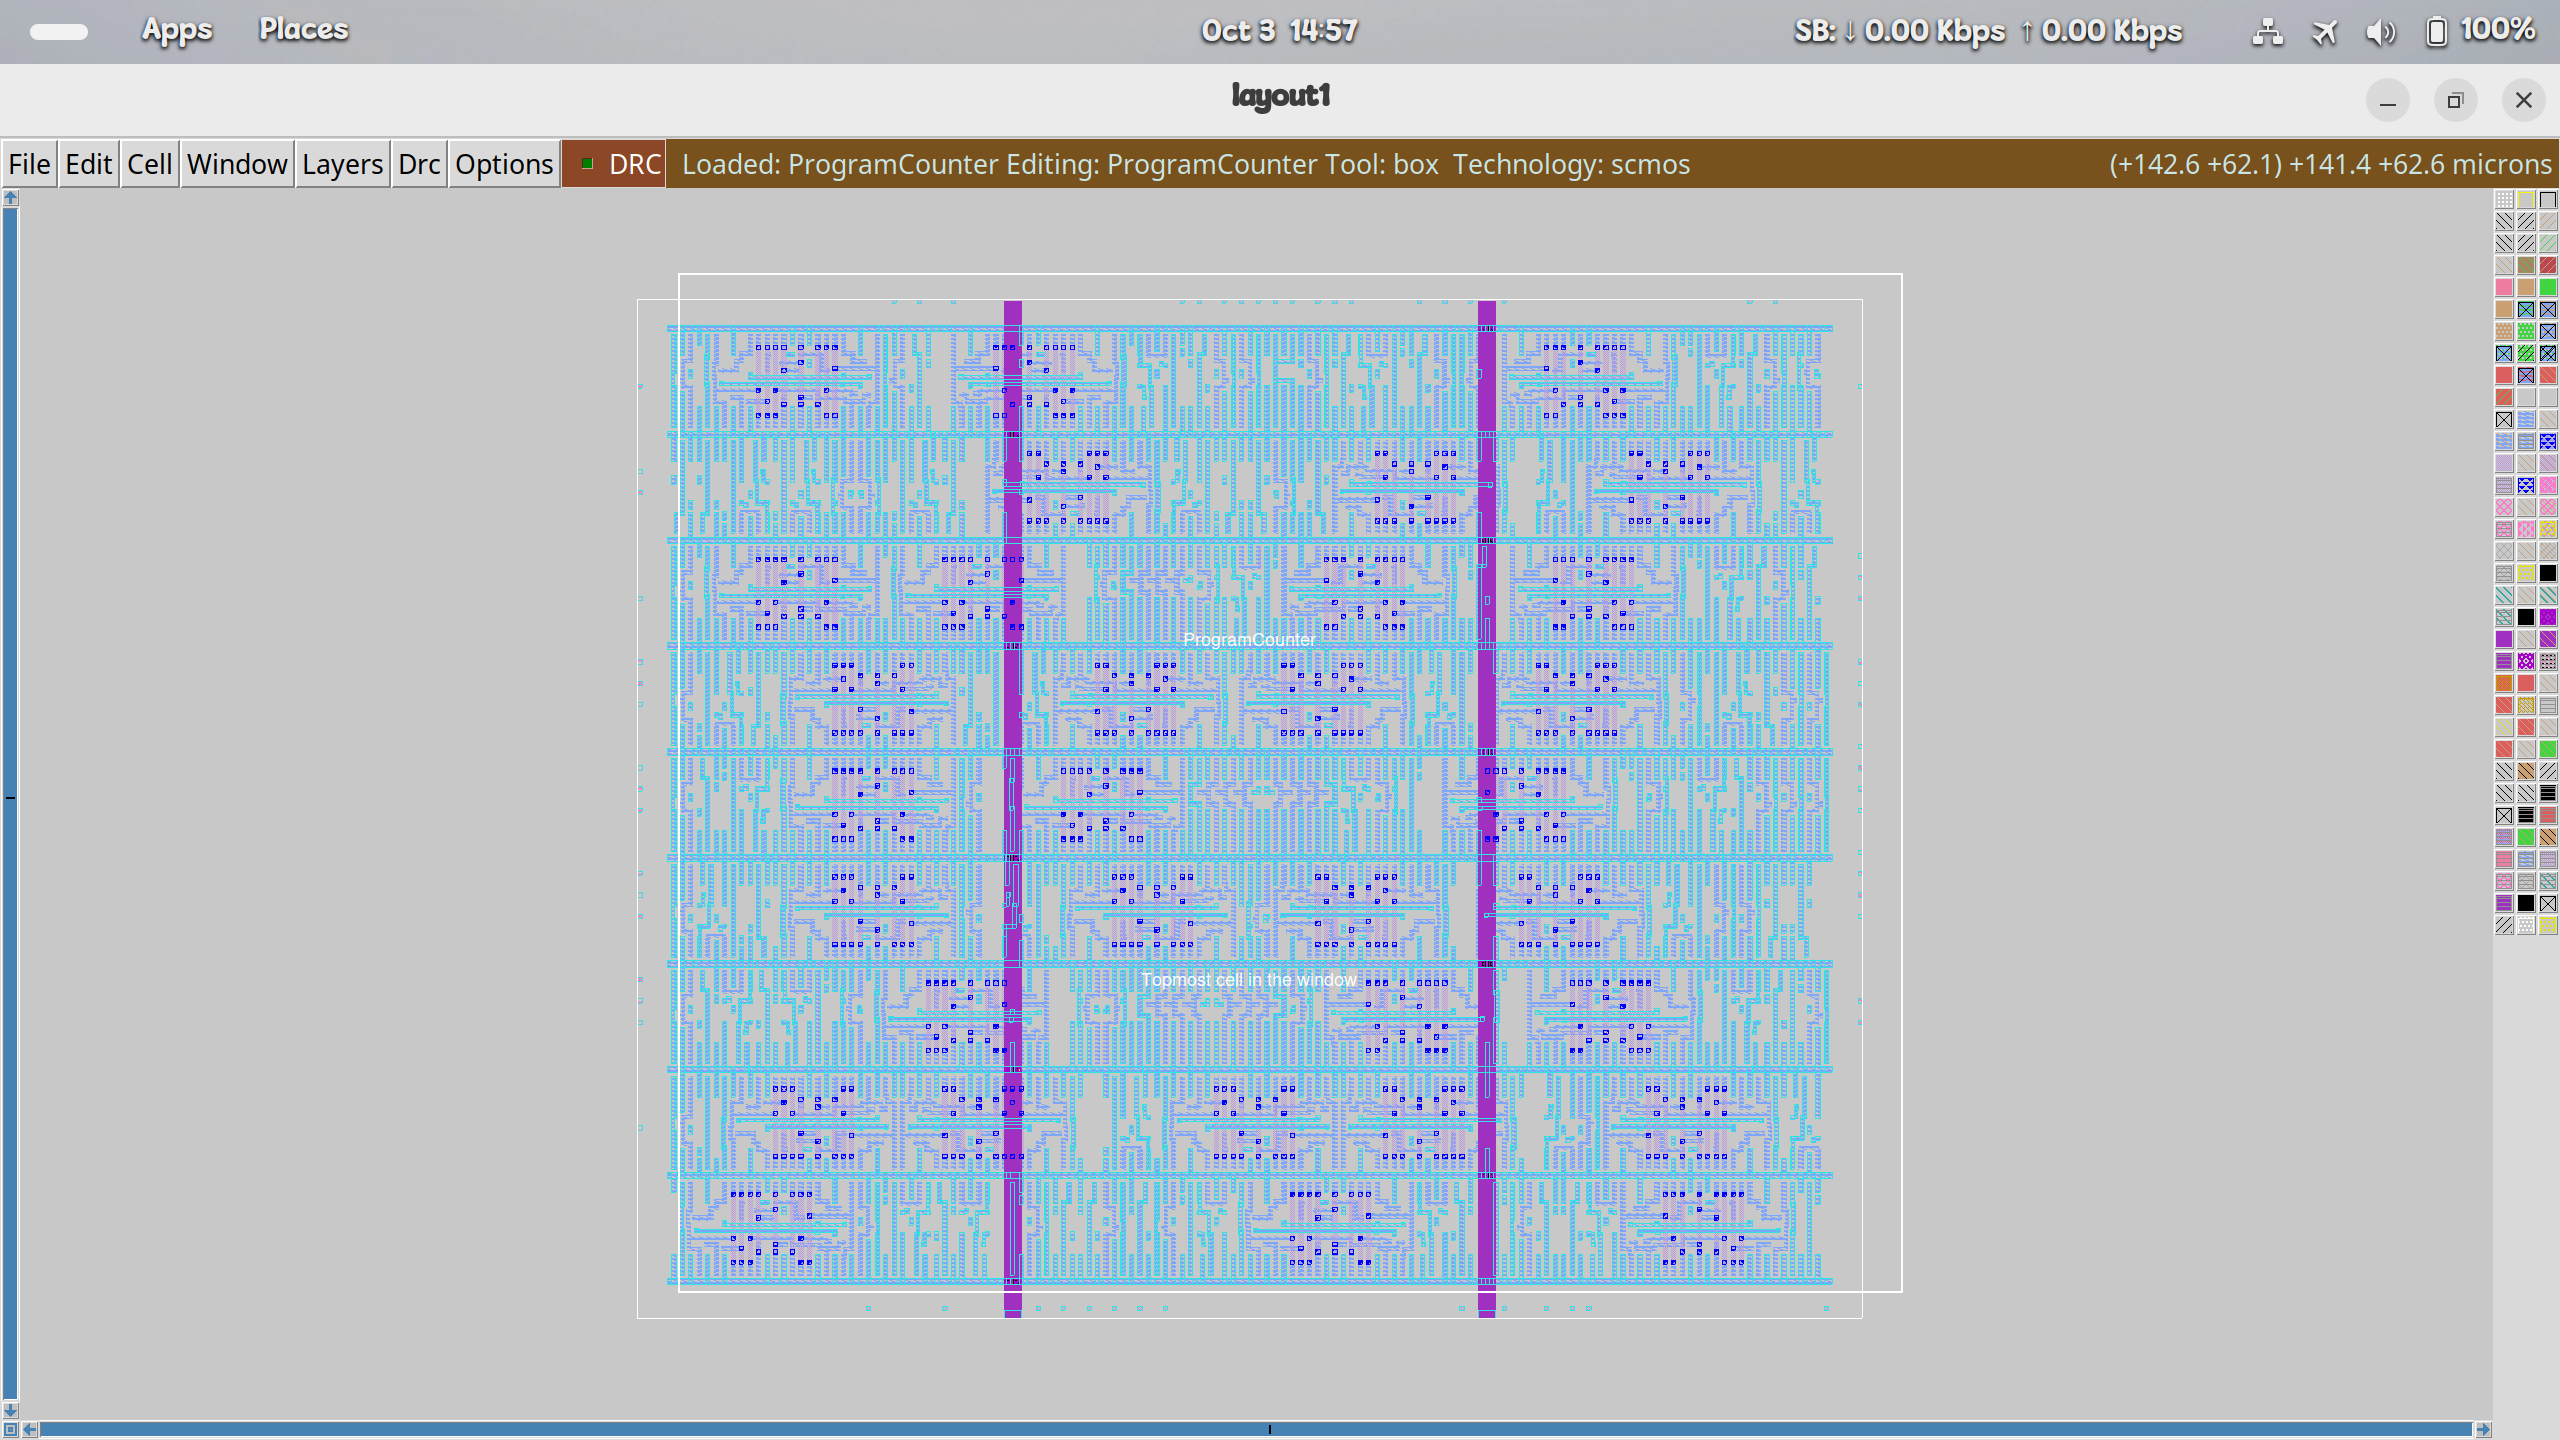 Apps Places Oct 3 14:57 SB: ↓ 0.00 Kbps ↑ 0.00 Kbps 100%
layout1
File Edit Cell Window Layers Drc Options DRC Loaded: ProgramCounter Editing: ProgramCounter Tool: box Technology: scmos (+142.6 +62.1) +141.4 +62.6 microns
ProgramCounter
Topmost cell in the window